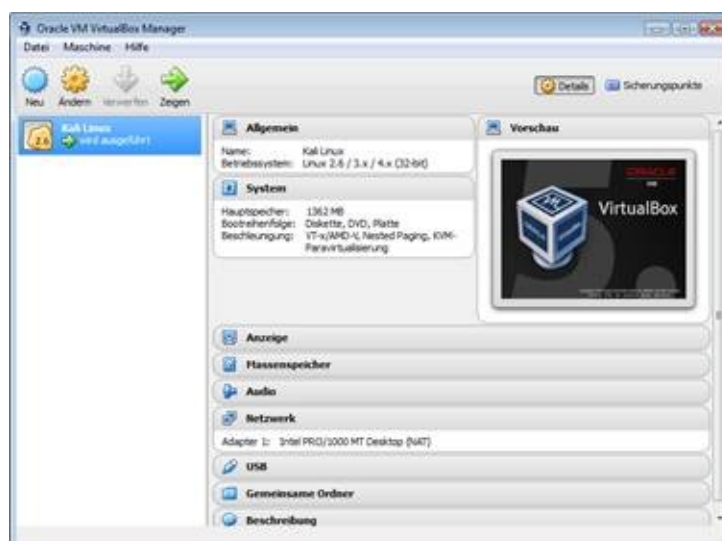 Oracle VM VirtualBox Manager
Datei Maschine Hilfe
Neu Ändern Verwerfen Zeigen
Details Sicherungspunkte
Kali Linux
wird ausgeführt
2.6
Allgemein
Name: Kali Linux
Betriebssystem: Linux 2.6 / 3.x / 4.x (32-bit)
System
Hauptspeicher: 1362 MB
Bootreihenfolge: Diskette, DVD, Platte
Beschleunigung: VT-x/AMD-V, Nested Paging, KVM-
Paravirtualisierung
Vorschau
ORACLE
VM
VirtualBox
Anzeige
Massenspeicher
Audio
Netzwerk
Adapter 1: Intel PRO/1000 MT Desktop (NAT)
USB
Gemeinsame Ordner
Beschreibung